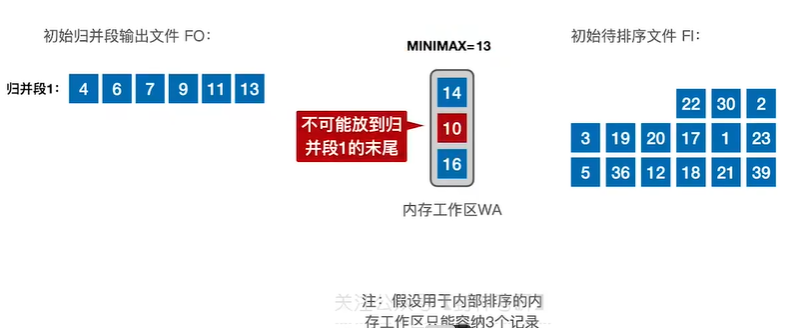 初始归并段输出文件 FO：
MINIMAX=13
初始待排序文件 FI：
归并段1：
4 6 7 9 11 13
14
10
16
不可能放到归
并段1的末尾
22 30 2
3 19 20 17 1 23
5 36 12 18 21 39
内存工作区WA
注：假设用于内部排序的内
存工作区只能容纳3个记录